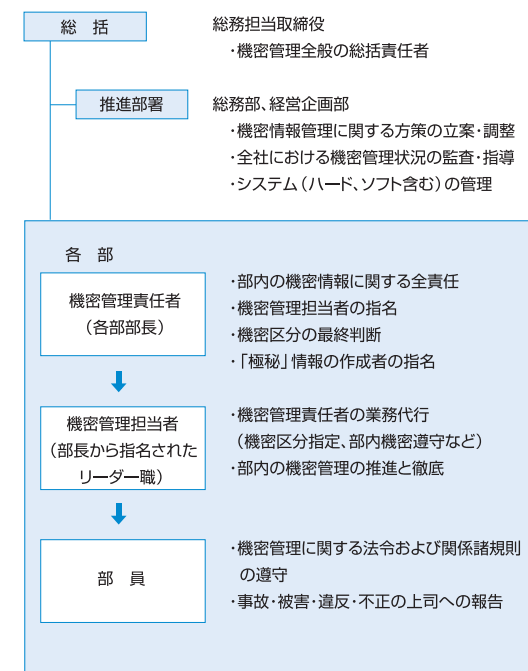 総 括
総務担当取締役
・機密管理全般の総括責任者
推進部署
総務部、経営企画部
・機密情報管理に関する方策の立案・調整
・全社における機密管理状況の監査・指導
・システム（ハード、ソフト含む）の管理
各 部
機密管理責任者
（各部部長）
・部内の機密情報に関する全責任
・機密管理担当者の指名
・機密区分の最終判断
・「極秘」情報の作成者の指名
機密管理担当者
（部長から指名された
リーダー職）
・機密管理責任者の業務代行
（機密区分指定、部内機密遵守など）
・部内の機密管理の推進と徹底
部 員
・機密管理に関する法令および関係諸規則
の遵守
・事故・被害・違反・不正の上司への報告